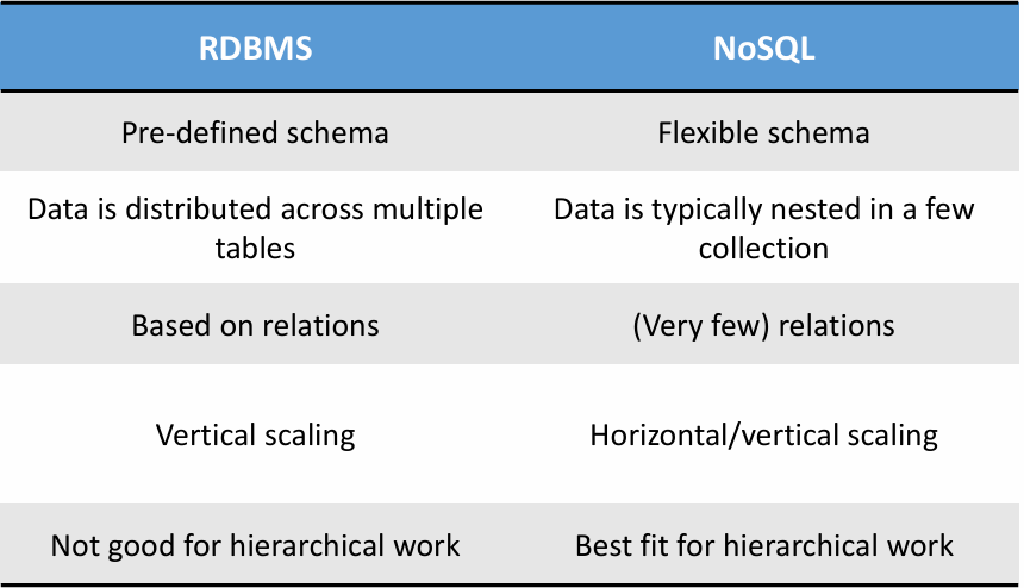 RDBMS NoSQL
Pre-defined schema Flexible schema
Data is distributed across multiple Data is typically nested in a few
tables collection
Based on relations (Very few) relations
Vertical scaling Horizontal/vertical scaling
Not good for hierarchical work Best fit for hierarchical work